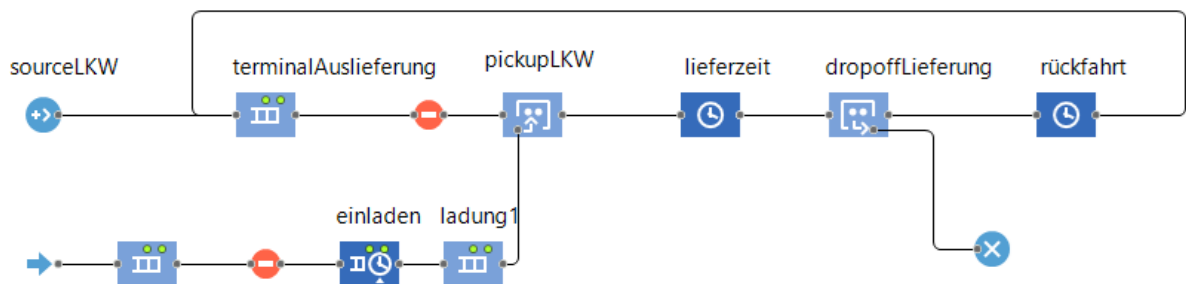 sourceLKW
terminalAuslieferung
pickupLKW
lieferzeit
dropoffLieferung
rückfahrt
einladen
ladung1